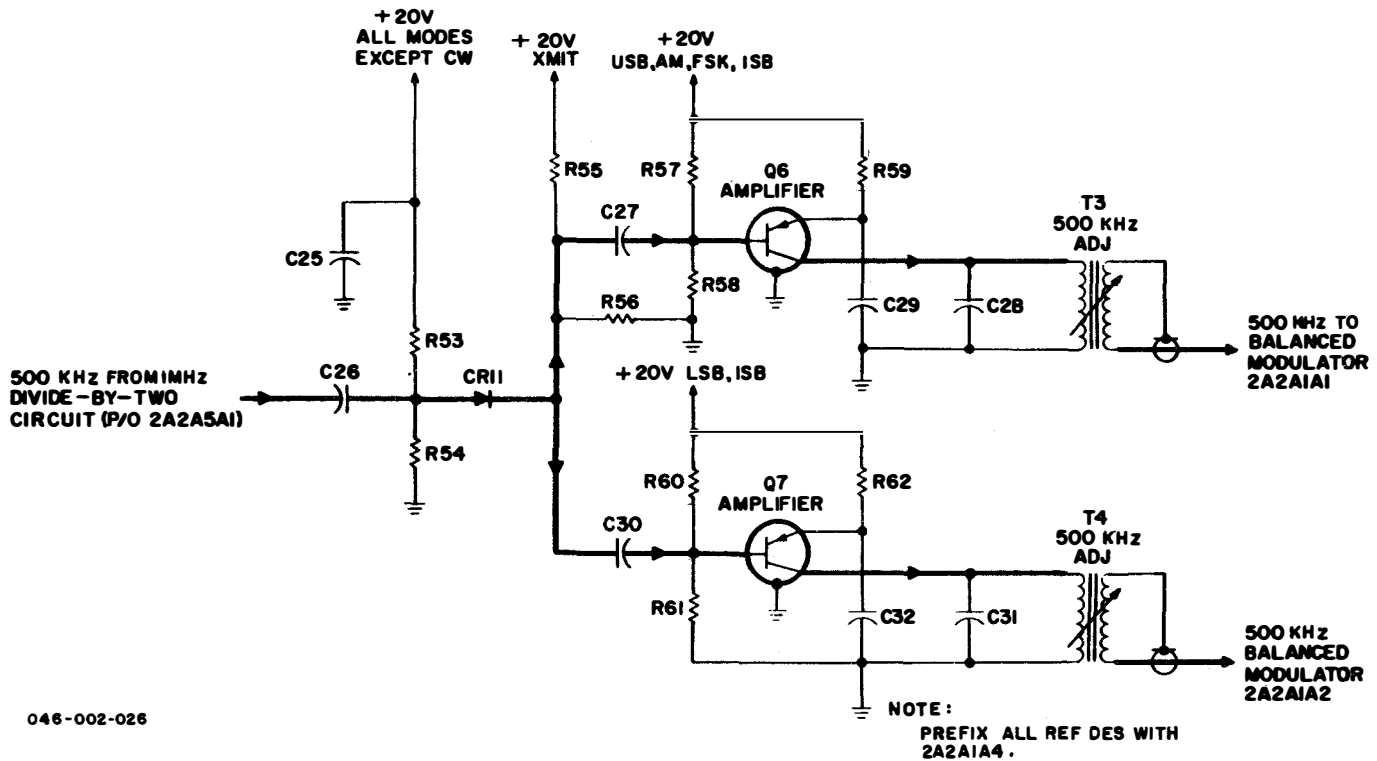 +20V
ALL MODES
EXCEPT CW
+ 20V
XMIT
+20V
USB,AM,FSK, ISB
R55
R57
Q6
AMPLIFIER
R59
C27
T3
500 KHz
ADJ
C25
R58
R56
C29
C28
R53
500 KHz TO
BALANCED
MODULATOR
2A2A1A1
+20V LSB,ISB
500 KHz FROM 1MHz
DIVIDE-BY-TWO
CIRCUIT (P/O 2A2A5A1)
C26
CR11
R54
R60
Q7
AMPLIFIER
R62
C30
T4
500 KHz
ADJ
R61
C32
C31
500 KHz
BALANCED
MODULATOR
2A2A1A2
046-002-026
NOTE:
PREFIX ALL REF DES WITH
2A2A1A4.